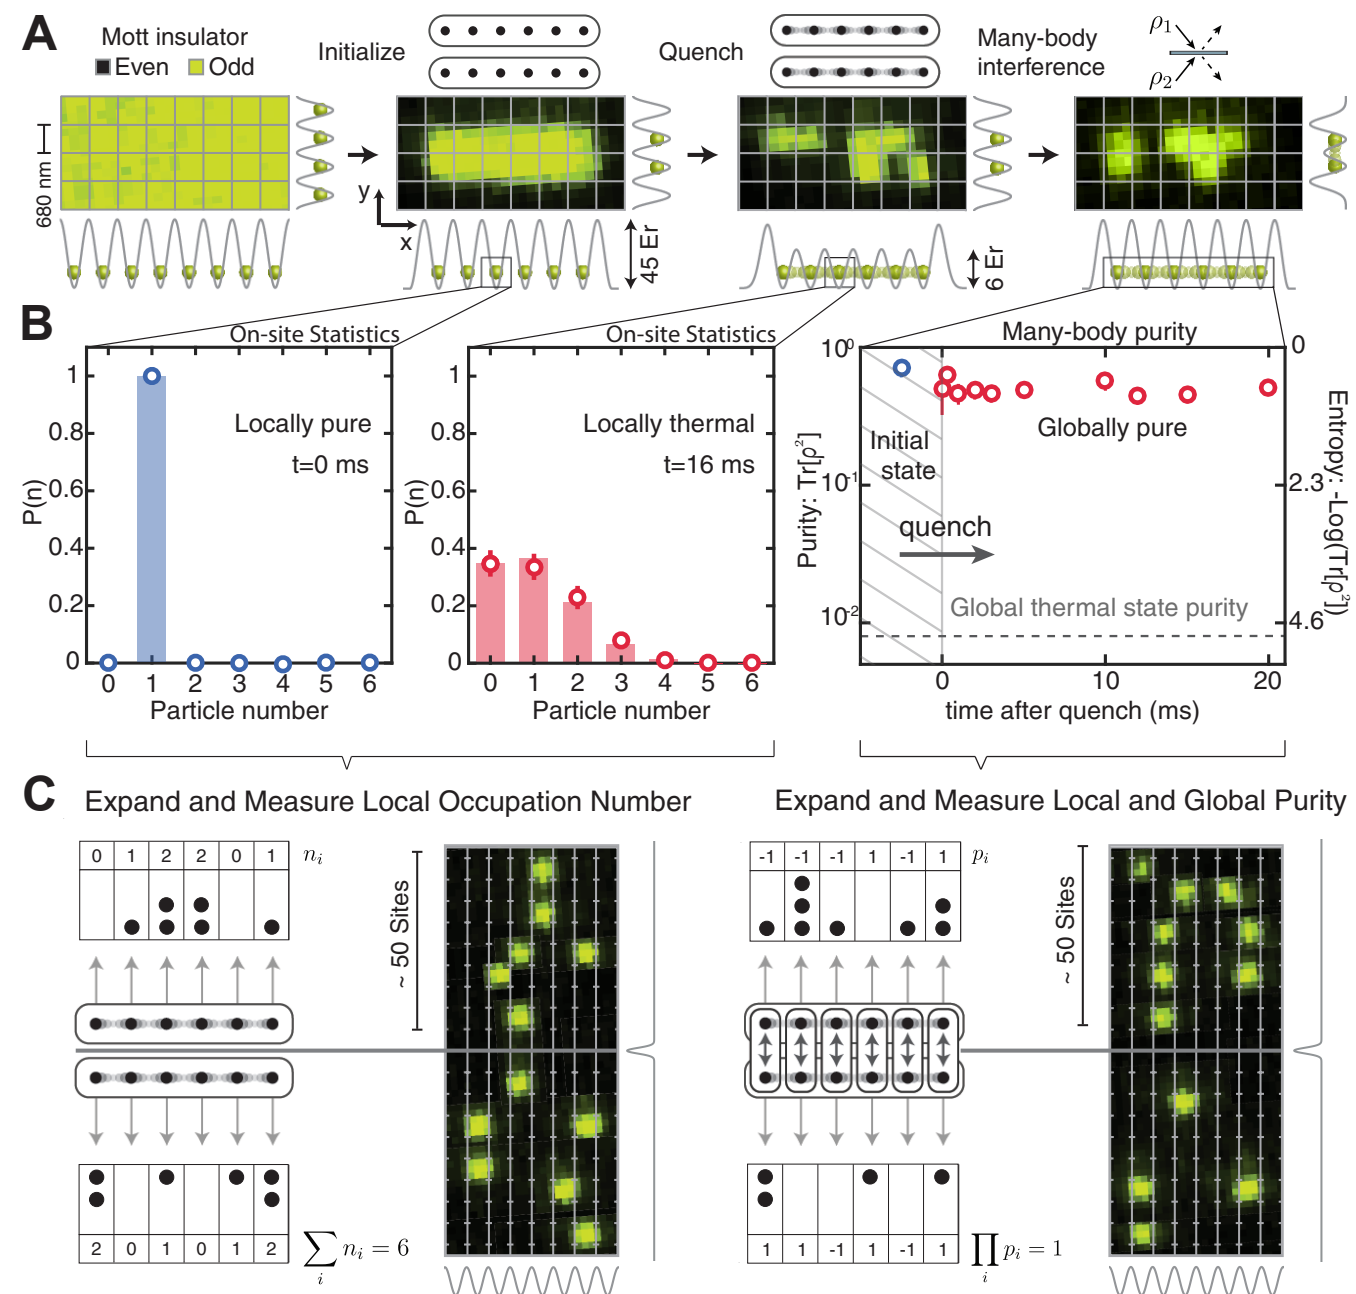 A
Mott insulator
Even Odd
Initialize
Quench
Many-body
interference
ρ1
ρ2
680 nm
y
x
45 Er
6 Er
B
On-site Statistics
Locally pure
t=0 ms
P(n)
1
0.8
0.6
0.4
0.2
0
0 1 2 3 4 5 6
Particle number
On-site Statistics
Locally thermal
t=16 ms
P(n)
1
0.8
0.6
0.4
0.2
0
0 1 2 3 4 5 6
Particle number
Many-body purity
Globally pure
Initial
state
quench
Global thermal state purity
Purity: Tr[ρ̂²]
10⁰
10⁻¹
10⁻²
0
2.3
4.6
Entropy: -Log(Tr[ρ̂²])
0 10 20
time after quench (ms)
C
Expand and Measure Local Occupation Number
0 1 2 2 0 1 nᵢ
~ 50 Sites
2 0 1 0 1 2
∑ᵢ nᵢ = 6
Expand and Measure Local and Global Purity
-1 -1 -1 1 -1 1 pᵢ
~ 50 Sites
1 1 -1 1 -1 1
∏ᵢ pᵢ = 1